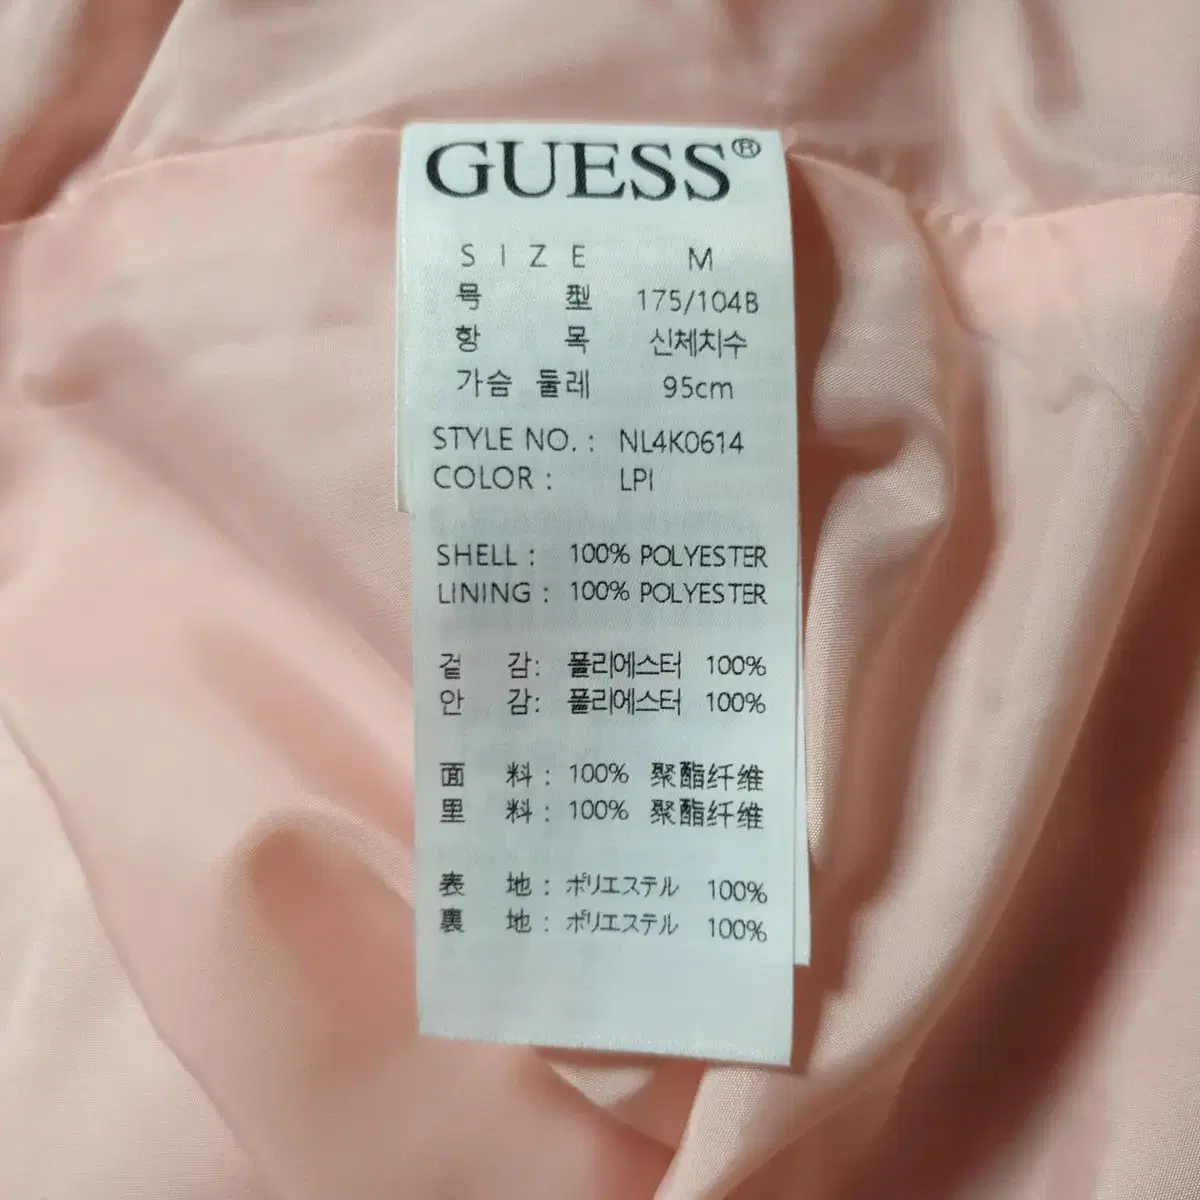 GUESS®
SIZE M
号 型 175/104B
항 목 신체치수
가슴 둘레 95cm
STYLE NO. : NL4K0614
COLOR : LPI
SHELL : 100% POLYESTER
LINING : 100% POLYESTER
겉 감: 폴리에스터 100%
안 감: 폴리에스터 100%
面 料 : 100% 聚酯纤维
里 料 : 100% 聚酯纤维
表 地 : ポリエステル 100%
裏 地 : ポリエステル 100%